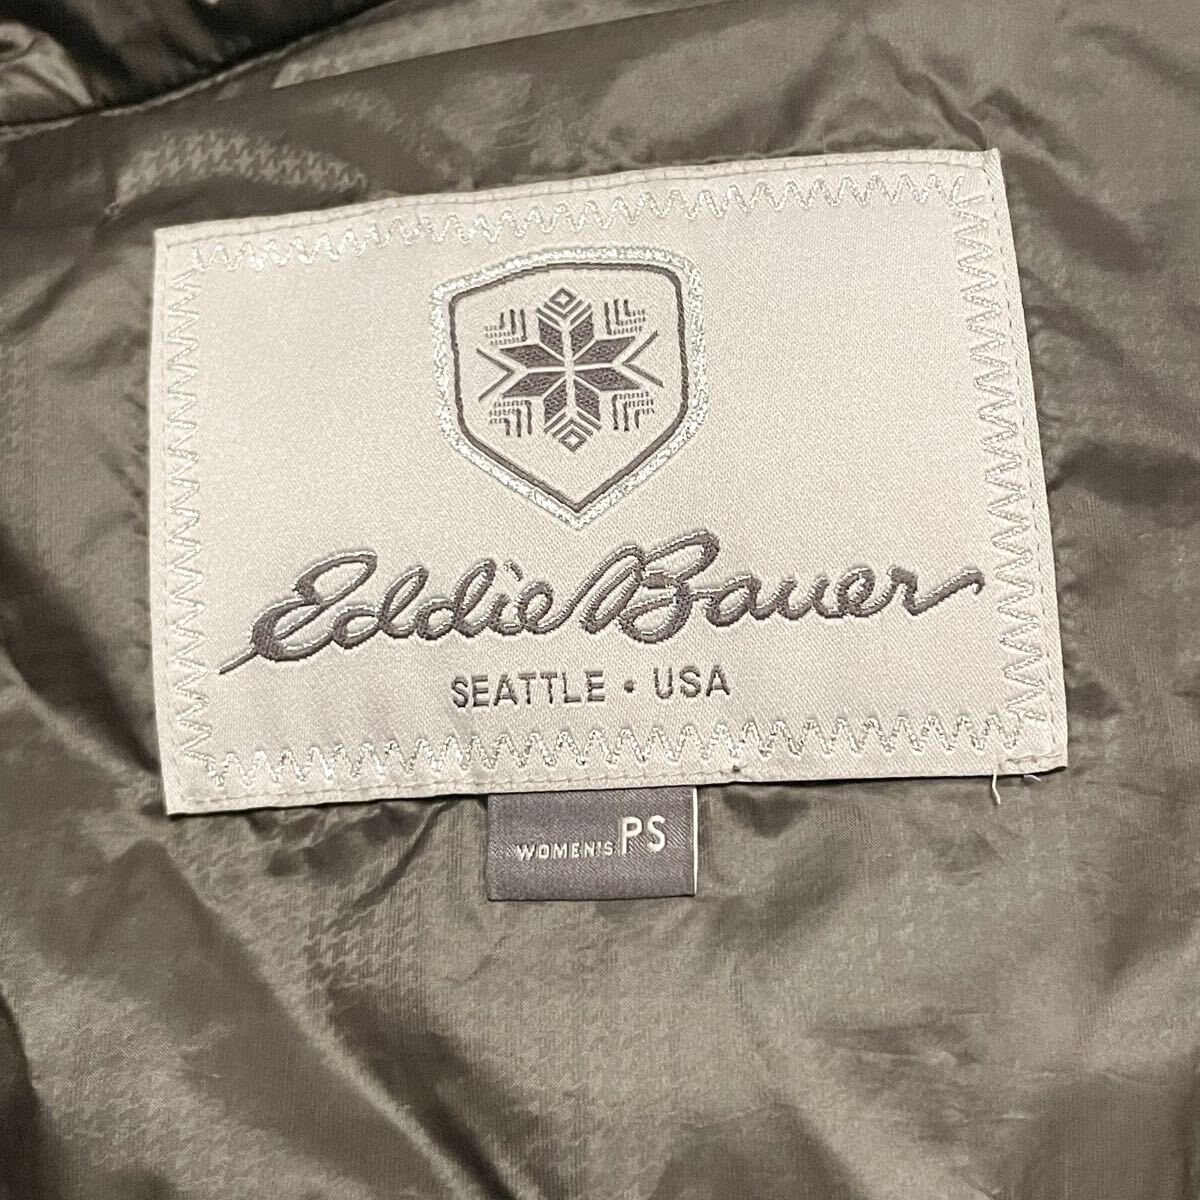 Eddie Bauer
SEATTLE • USA
WOMEN'S PS